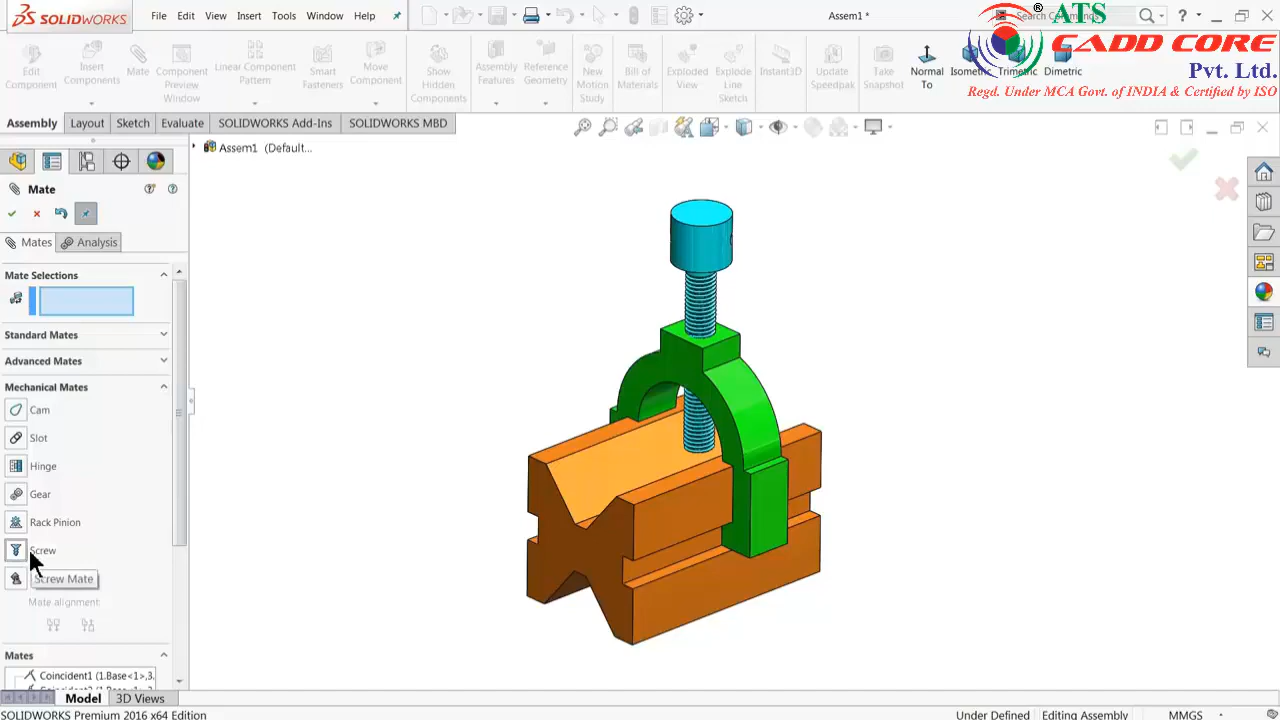 SOLIDWORKS
File Edit View Insert Tools Window Help
Assem1 *
Search Commands
?
ATS
CADD CORE
Pvt. Ltd.
Regd. Under MCA Govt. of INDIA & Certified by ISO
Edit Component
Insert Components
Mate
Component Preview Window
Linear Component Pattern
Smart Fasteners
Move Component
Show Hidden Components
Assembly Features
Reference Geometry
New Motion Study
Bill of Materials
Exploded View
Explode Line Sketch
Instant3D
Update Speedpak
Take Snapshot
Normal To
Isometric
Trimetric
Dimetric
Assembly Layout Sketch Evaluate SOLIDWORKS Add-Ins SOLIDWORKS MBD
Assem1 (Default...
Mate
Mates Analysis
Mate Selections
Standard Mates
Advanced Mates
Mechanical Mates
Cam
Slot
Hinge
Gear
Rack Pinion
Screw
Screw Mate
Mate alignment
Mates
Coincident1 (1.Base<1>,3.
Model 3D Views
SOLIDWORKS Premium 2016 x64 Edition
Under Defined Editing Assembly MMGS